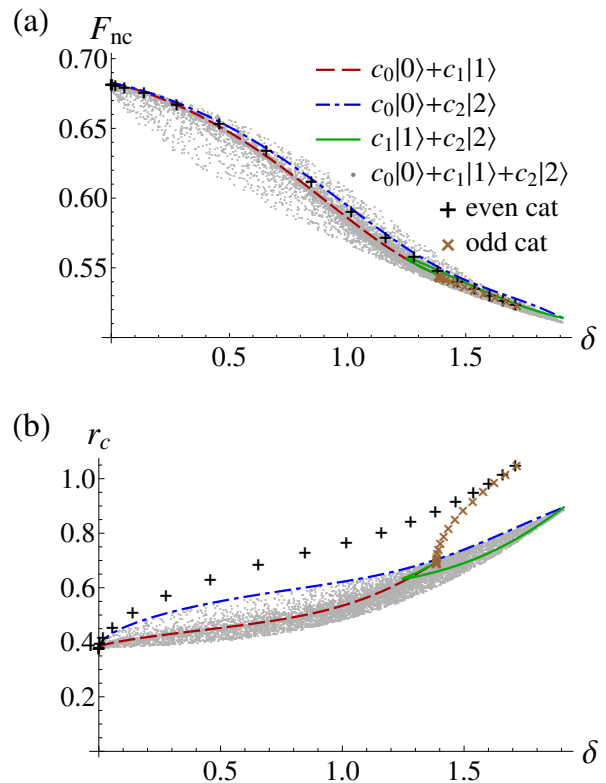 (a)
F_nc
0.70
c₀|0⟩+c₁|1⟩
c₀|0⟩+c₂|2⟩
0.65
c₁|1⟩+c₂|2⟩
c₀|0⟩+c₁|1⟩+c₂|2⟩
0.60
even cat
odd cat
0.55
0.5 1.0 1.5 δ
(b)
r_c
1.0
0.8
0.6
0.4
0.2
0.5 1.0 1.5 δ